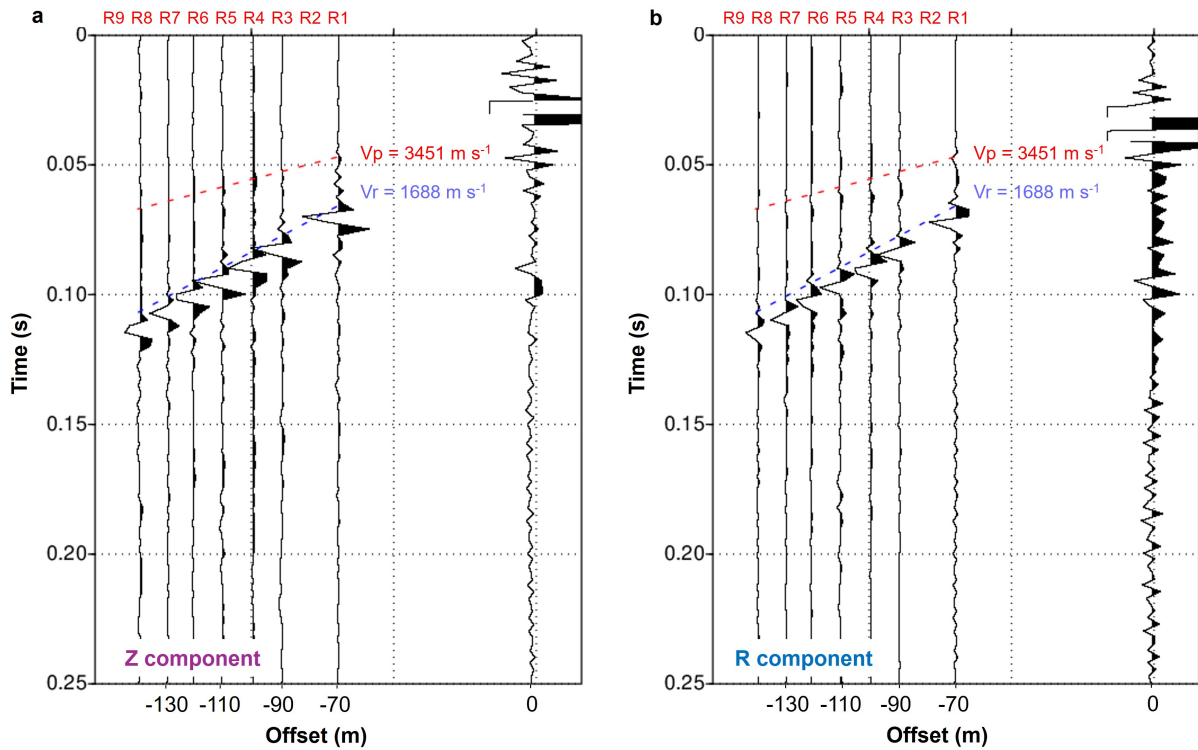 a
R9 R8 R7 R6 R5 R4 R3 R2 R1
0
0.05
0.10
0.15
0.20
0.25
Time (s)
Vp = 3451 m s⁻¹
Vr = 1688 m s⁻¹
Z component
-130 -110 -90 -70 0
Offset (m)
b
R9 R8 R7 R6 R5 R4 R3 R2 R1
0
0.05
0.10
0.15
0.20
0.25
Time (s)
Vp = 3451 m s⁻¹
Vr = 1688 m s⁻¹
R component
-130 -110 -90 -70 0
Offset (m)